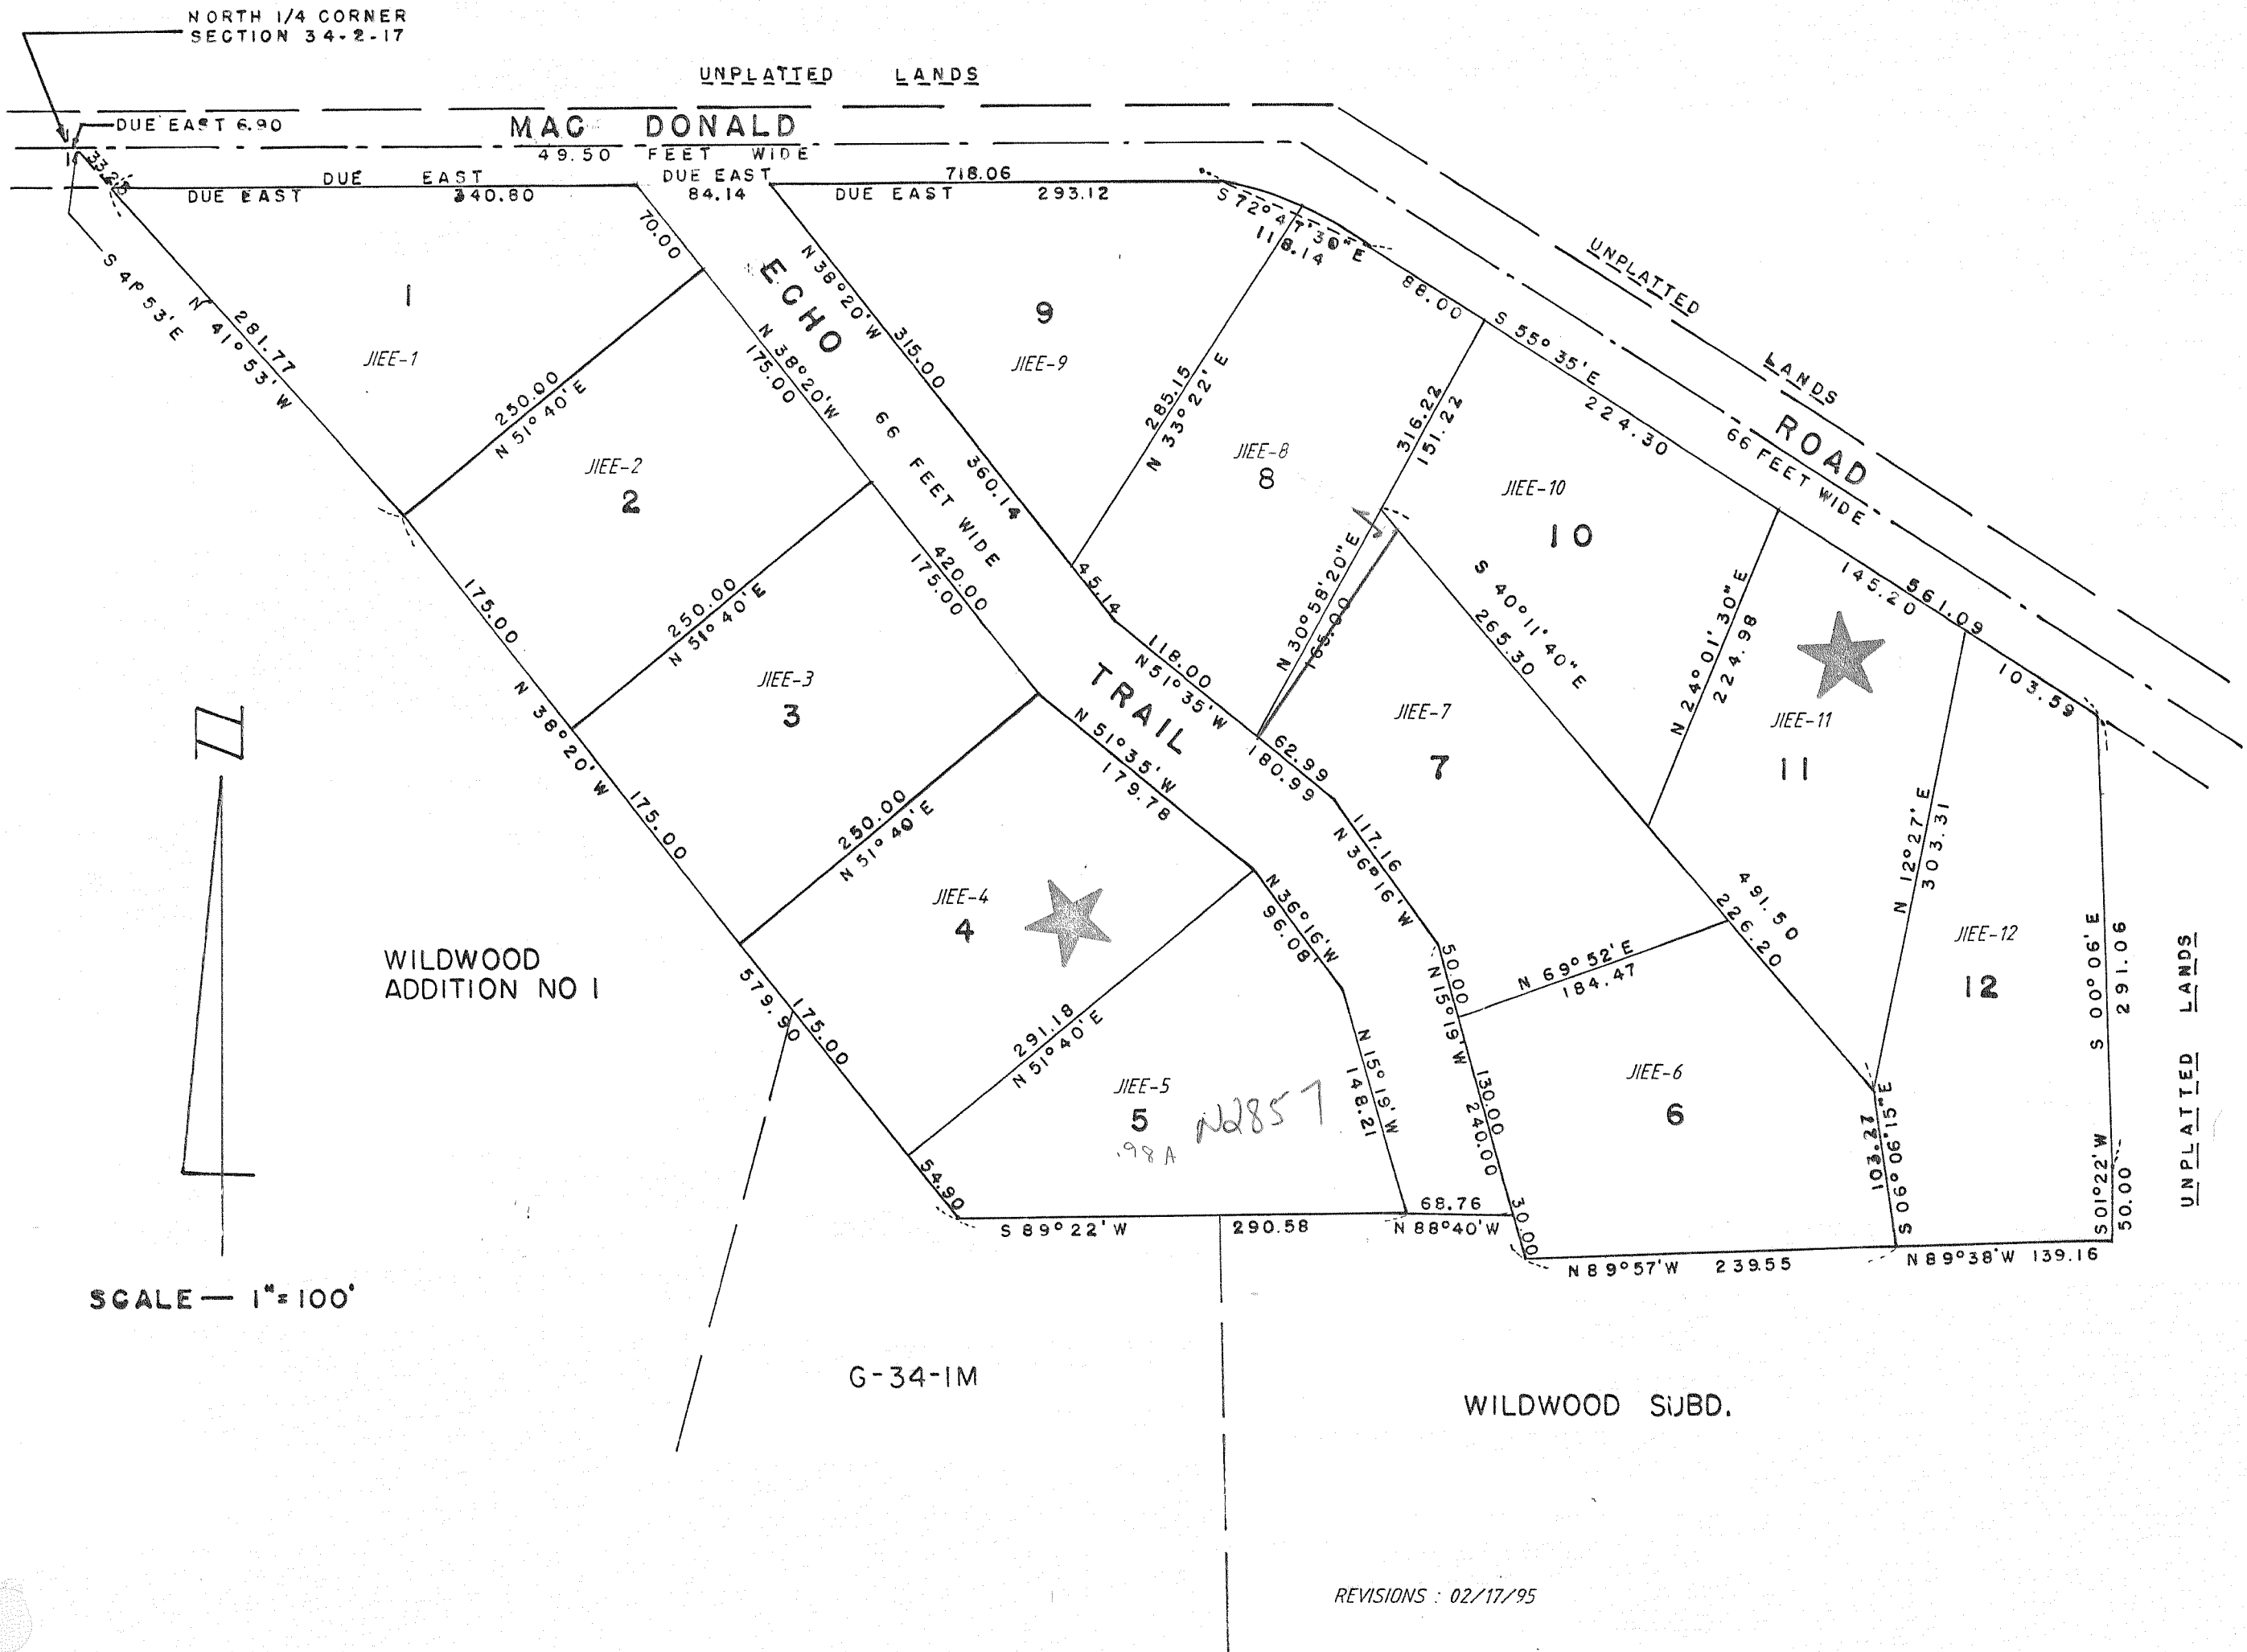 NORTH 1/4 CORNER
SECTION 34-2-17
UNPLATTED LANDS
DUE EAST 6.90
MAC DONALD
49.50 FEET WIDE
33.28
DUE EAST
718.06
DUE EAST 340.80
DUE EAST
84.14
DUE EAST 293.12
S 72°47'30" E
118.14
S 41°53' E
N 41°53' W
281.77
1
JIEE-1
70.00
ECHO
N 38°20' W
315.00
9
JIEE-9
88.00
S 55°35' E
224.30
UNPLATTED
LANDS
ROAD
66 FEET WIDE
250.00
N 51°40' E
JIEE-2
2
N 38°20' W
175.00
66 FEET WIDE
360.14
285.15
N 33°22' E
JIEE-8
8
316.22
151.22
JIEE-10
10
145.20
561.09
103.59
175.00
250.00
N 51°40' E
JIEE-3
3
420.00
175.00
45.14
118.00
N 51°35' W
TRAIL
N 30°58'20" E
165.00
S 40°11'40" E
265.30
JIEE-7
7
N 24°01'30" E
224.98
JIEE-11
11
N 38°20' W
175.00
250.00
N 51°40' E
N 51°35' W
179.78
62.99
180.99
117.16
N 36°16' W
JIEE-4
4
N 36°16' W
96.08'
50.00
N 15°19' W
N 69°52' E
184.47
491.50
226.20
N 12°27' E
303.31
JIEE-12
12
S 00°06' E
291.06
UNPLATTED LANDS
WILDWOOD
ADDITION NO 1
579.90
175.00
291.18
N 51°40' E
JIEE-5
5
.98 A
N2857
N 15°19' W
148.21
130.00
240.00
JIEE-6
6
103.27
S 06°06'15" E
S 01°22' W
50.00
54.90
S 89°22' W 290.58
68.76
N 88°40' W
30.00
N 89°57' W 239.55
N 89°38' W 139.16
SCALE — 1"=100'
G-34-1M
WILDWOOD SUBD.
REVISIONS : 02/17/95